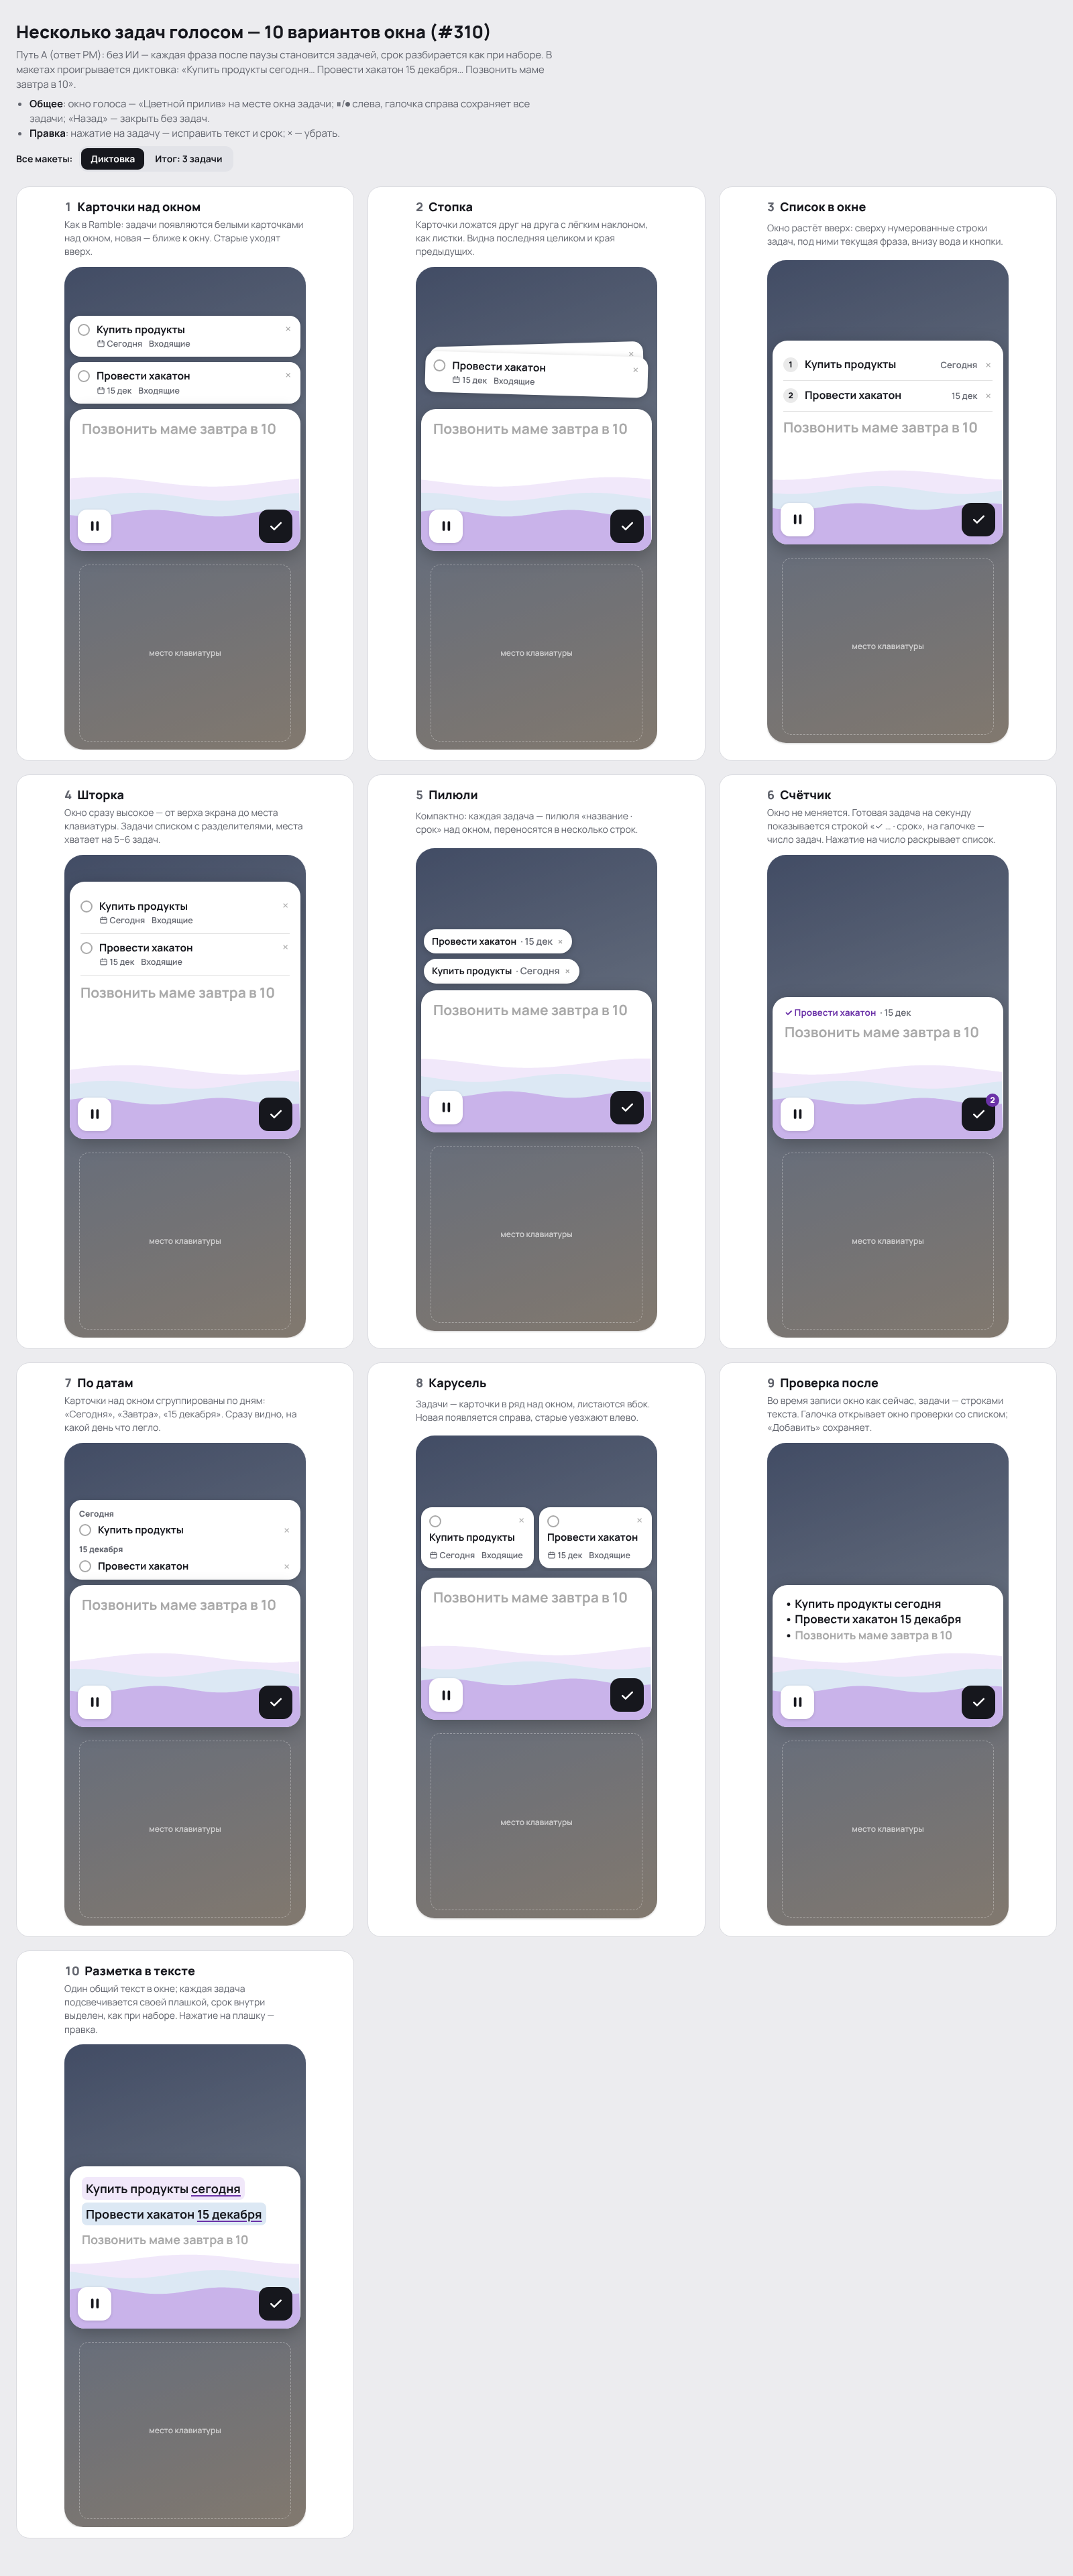 Несколько задач голосом — 10 вариантов окна (#310)
Путь А (ответ PM): без ИИ — каждая фраза после паузы становится задачей, срок разбирается как при наборе. В
макетах проигрывается диктовка: «Купить продукты сегодня… Провести хакатон 15 декабря… Позвонить маме
завтра в 10».
• Общее: окно голоса — «Цветной прилив» на месте окна задачи; ⏸/⏺ слева, галочка справа сохраняет все
задачи; «Назад» — закрыть без задач.
• Правка: нажатие на задачу — исправить текст и срок; × — убрать.
Все макеты: Диктовка Итог: 3 задачи
1 Карточки над окном
Как в Ramble: задачи появляются белыми карточками
над окном, новая — ближе к окну. Старые уходят
вверх.
Купить продукты ×
Сегодня Входящие
Провести хакатон ×
15 дек Входящие
Позвонить маме завтра в 10
место клавиатуры
2 Стопка
Карточки ложатся друг на друга с лёгким наклоном,
как листки. Видна последняя целиком и края
предыдущих.
×
Провести хакатон ×
15 дек Входящие
Позвонить маме завтра в 10
место клавиатуры
3 Список в окне
Окно растёт вверх: сверху нумерованные строки
задач, под ними текущая фраза, внизу вода и кнопки.
1 Купить продукты Сегодня ×
2 Провести хакатон 15 дек ×
Позвонить маме завтра в 10
место клавиатуры
4 Шторка
Окно сразу высокое — от верха экрана до места
клавиатуры. Задачи списком с разделителями, места
хватает на 5–6 задач.
Купить продукты ×
Сегодня Входящие
Провести хакатон ×
15 дек Входящие
Позвонить маме завтра в 10
место клавиатуры
5 Пилюли
Компактно: каждая задача — пилюля «название ·
срок» над окном, переносятся в несколько строк.
Провести хакатон · 15 дек ×
Купить продукты · Сегодня ×
Позвонить маме завтра в 10
место клавиатуры
6 Счётчик
Окно не меняется. Готовая задача на секунду
показывается строкой «✓ … · срок», на галочке —
число задач. Нажатие на число раскрывает список.
✓ Провести хакатон · 15 дек
Позвонить маме завтра в 10
2
место клавиатуры
7 По датам
Карточки над окном сгруппированы по дням:
«Сегодня», «Завтра», «15 декабря». Сразу видно, на
какой день что легло.
Сегодня
Купить продукты ×
15 декабря
Провести хакатон ×
Позвонить маме завтра в 10
место клавиатуры
8 Карусель
Задачи — карточки в ряд над окном, листаются вбок.
Новая появляется справа, старые уезжают влево.
× ×
Купить продукты Провести хакатон
Сегодня Входящие 15 дек Входящие
Позвонить маме завтра в 10
место клавиатуры
9 Проверка после
Во время записи окно как сейчас, задачи — строками
текста. Галочка открывает окно проверки со списком;
«Добавить» сохраняет.
• Купить продукты сегодня
• Провести хакатон 15 декабря
• Позвонить маме завтра в 10
место клавиатуры
10 Разметка в тексте
Один общий текст в окне; каждая задача
подсвечивается своей плашкой, срок внутри
выделен, как при наборе. Нажатие на плашку —
правка.
Купить продукты сегодня
Провести хакатон 15 декабря
Позвонить маме завтра в 10
место клавиатуры